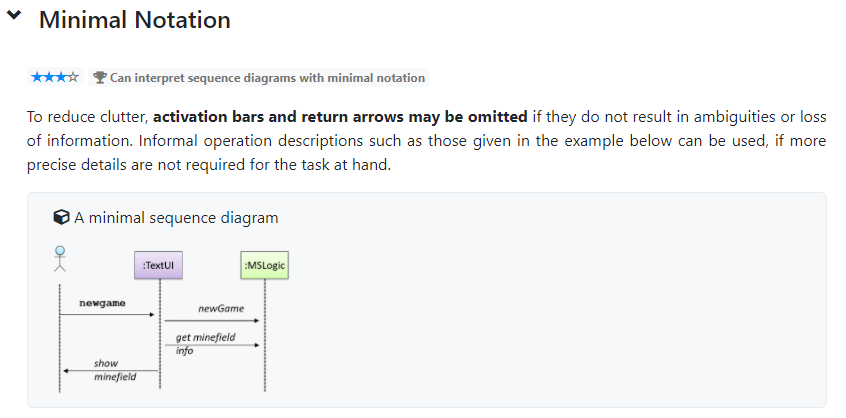 Minimal Notation
Can interpret sequence diagrams with minimal notation
To reduce clutter, activation bars and return arrows may be omitted if they do not result in ambiguities or loss
of information. Informal operation descriptions such as those given in the example below can be used, if more
precise details are not required for the task at hand.
A minimal sequence diagram
:TextUI
:MSLogic
newgame
newGame
get minefield
info
show
minefield